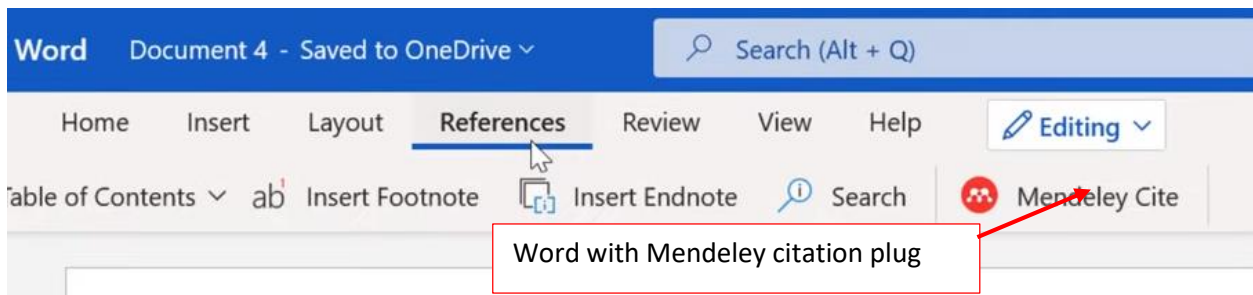 Word Document 4 - Saved to OneDrive Search (Alt + Q)
Home Insert Layout References Review View Help Editing
Table of Contents ab Insert Footnote Insert Endnote Search Mendeley Cite
Word with Mendeley citation plug